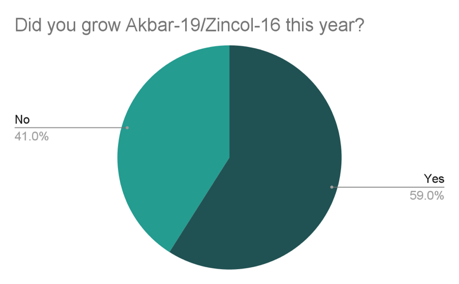 Did you grow Akbar-19/Zincol-16 this year?
No
41.0%
Yes
59.0%